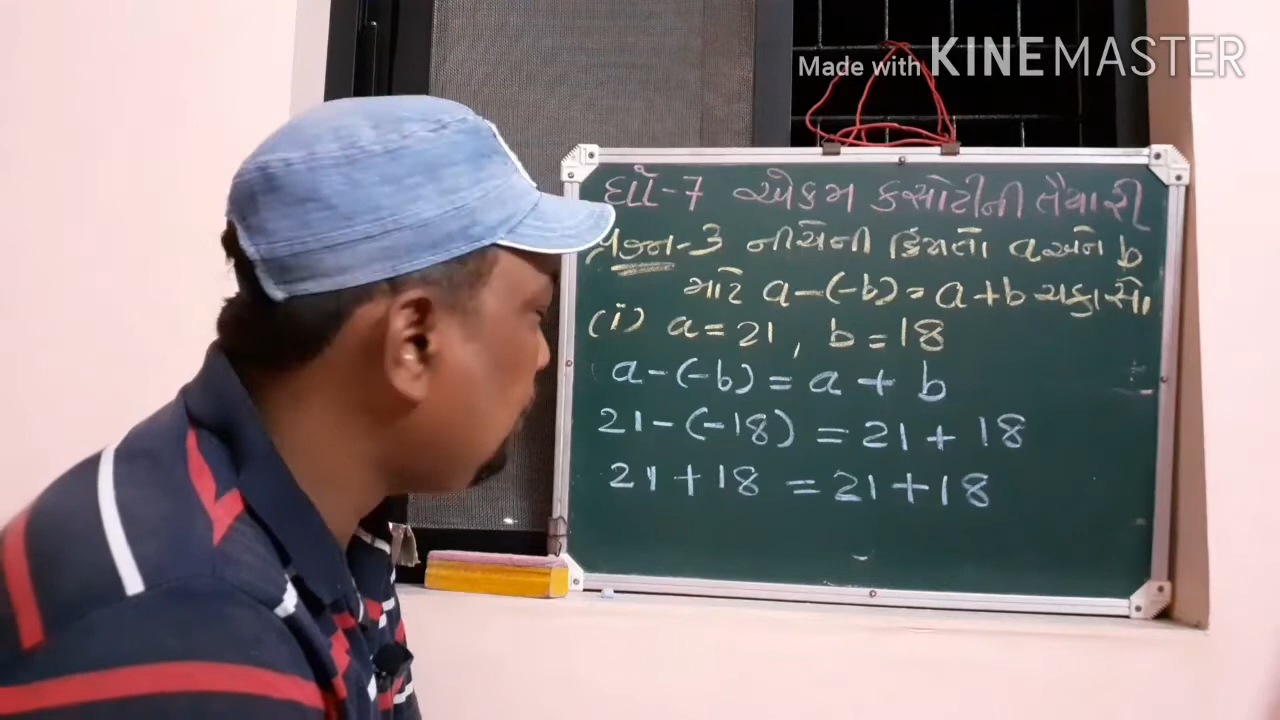 Made with KINEMASTER
ધો-7 એકમ કસોટીની તૈયારી
પ્રશ્ન-૩ નીચેની કિંમતો a અને b
માટે a-(-b)=a+b ચકાસો।
(i) a=21, b=18
a-(-b)=a+b
21-(-18)=21+18
21+18=21+18